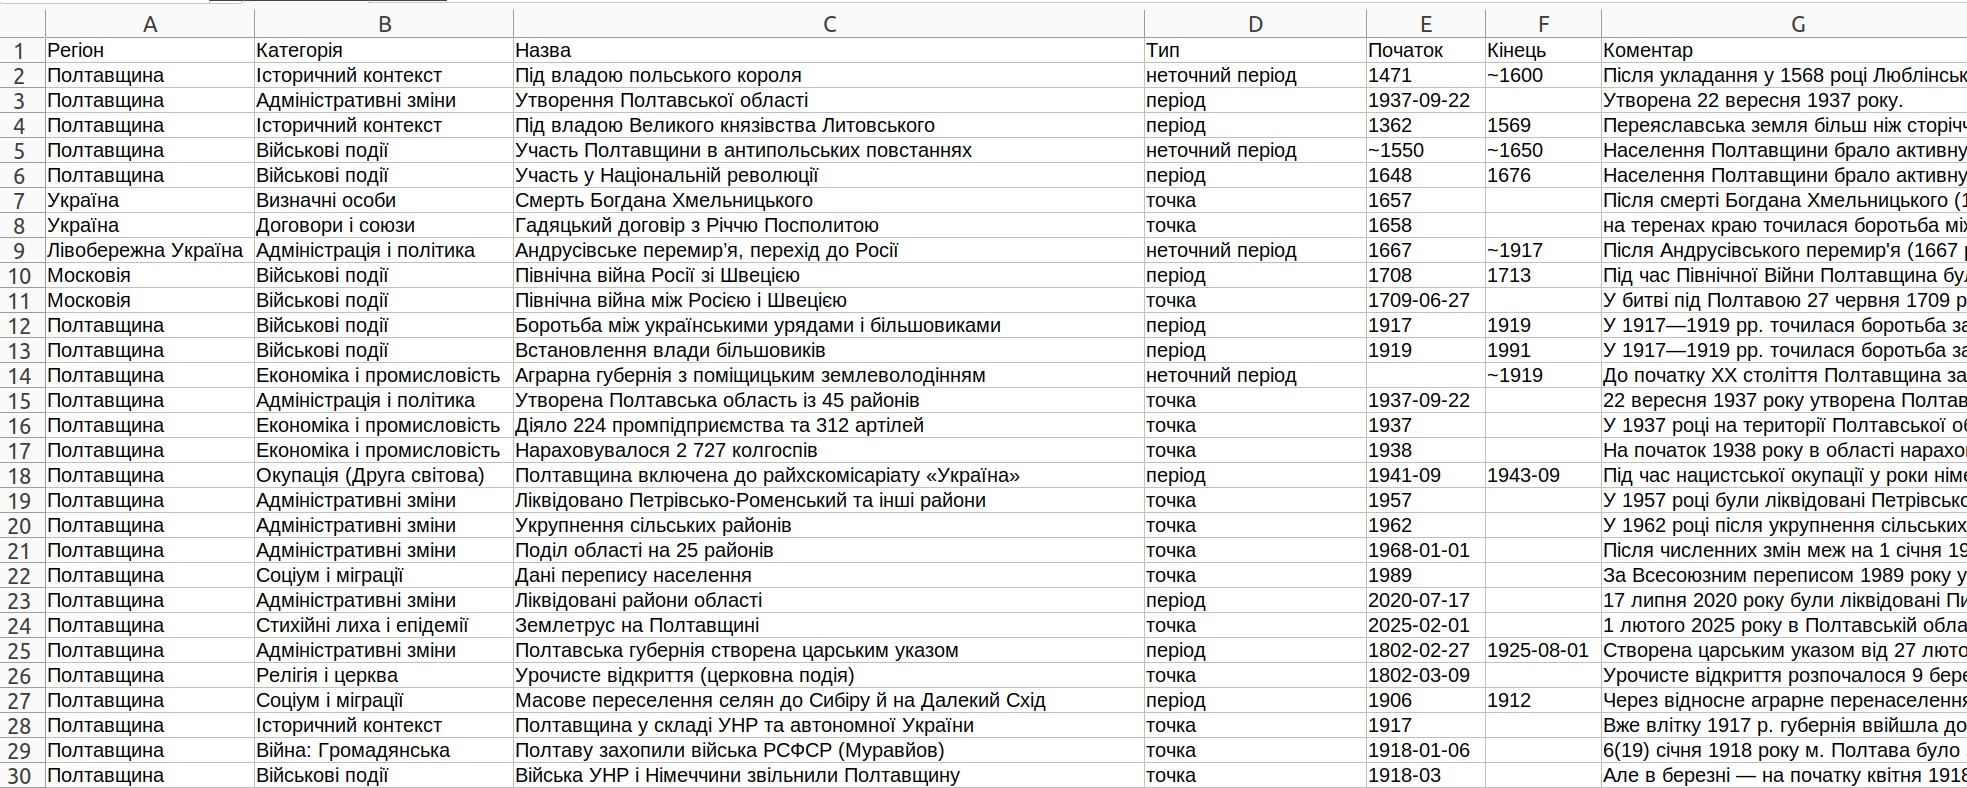 A B C D E F G
1 Регіон Категорія Назва Тип Початок Кінець Коментар
2 Полтавщина Історичний контекст Під владою польського короля неточний період 1471 ~1600 Після укладання у 1568 році Люблінськ
3 Полтавщина Адміністративні зміни Утворення Полтавської області період 1937-09-22 Утворена 22 вересня 1937 року.
4 Полтавщина Історичний контекст Під владою Великого князівства Литовського період 1362 1569 Переяславська земля більш ніж сторічч
5 Полтавщина Військові події Участь Полтавщини в антипольських повстаннях неточний період ~1550 ~1650 Населення Полтавщини брало активну
6 Полтавщина Військові події Участь у Національній революції період 1648 1676 Населення Полтавщини брало активну
7 Україна Визначні особи Смерть Богдана Хмельницького точка 1657 Після смерті Богдана Хмельницького (1
8 Україна Договори і союзи Гадяцький договір з Річчю Посполитою точка 1658 на теренах краю точилася боротьба між
9 Лівобережна Україна Адміністрація і політика Андрусівське перемир’я, перехід до Росії неточний період 1667 ~1917 Після Андрусівського перемир'я (1667 р
10 Московія Військові події Північна війна Росії зі Швецією період 1708 1713 Під час Північної Війни Полтавщина бул
11 Московія Військові події Північна війна між Росією і Швецією точка 1709-06-27 У битві під Полтавою 27 червня 1709 р
12 Полтавщина Військові події Боротьба між українськими урядами і більшовиками період 1917 1919 У 1917—1919 рр. точилася боротьба за
13 Полтавщина Військові події Встановлення влади більшовиків період 1919 1991 У 1917—1919 рр. точилася боротьба за
14 Полтавщина Економіка і промисловість Аграрна губернія з поміщицьким землеволодінням неточний період ~1919 До початку XX століття Полтавщина за
15 Полтавщина Адміністрація і політика Утворена Полтавська область із 45 районів точка 1937-09-22 22 вересня 1937 року утворена Полтав
16 Полтавщина Економіка і промисловість Діяло 224 промпідприємства та 312 артілей точка 1937 У 1937 році на території Полтавської об
17 Полтавщина Економіка і промисловість Нараховувалося 2 727 колгоспів точка 1938 На початок 1938 року в області нарахо
18 Полтавщина Окупація (Друга світова) Полтавщина включена до райхскомісаріату «Україна» період 1941-09 1943-09 Під час нацистської окупації у роки німе
19 Полтавщина Адміністративні зміни Ліквідовано Петрівсько-Роменський та інші райони точка 1957 У 1957 році були ліквідовані Петрівсько
20 Полтавщина Адміністративні зміни Укрупнення сільських районів точка 1962 У 1962 році після укрупнення сільських
21 Полтавщина Адміністративні зміни Поділ області на 25 районів точка 1968-01-01 Після численних змін меж на 1 січня 19
22 Полтавщина Соціум і міграції Дані перепису населення точка 1989 За Всесоюзним переписом 1989 року у
23 Полтавщина Адміністративні зміни Ліквідовані райони області період 2020-07-17 17 липня 2020 року були ліквідовані Пи
24 Полтавщина Стихійні лиха і епідемії Землетрус на Полтавщині точка 2025-02-01 1 лютого 2025 року в Полтавській обла
25 Полтавщина Адміністративні зміни Полтавська губернія створена царським указом період 1802-02-27 1925-08-01 Створена царським указом від 27 люто
26 Полтавщина Релігія і церква Урочисте відкриття (церковна подія) точка 1802-03-09 Урочисте відкриття розпочалося 9 бере
27 Полтавщина Соціум і міграції Масове переселення селян до Сибіру й на Далекий Схід період 1906 1912 Через відносне аграрне перенаселення
28 Полтавщина Історичний контекст Полтавщина у складі УНР та автономної України точка 1917 Вже влітку 1917 р. губернія ввійшла до
29 Полтавщина Війна: Громадянська Полтаву захопили війська РСФСР (Муравйов) точка 1918-01-06 6(19) січня 1918 року м. Полтава було
30 Полтавщина Військові події Війська УНР і Німеччини звільнили Полтавщину точка 1918-03 Але в березні — на початку квітня 1918